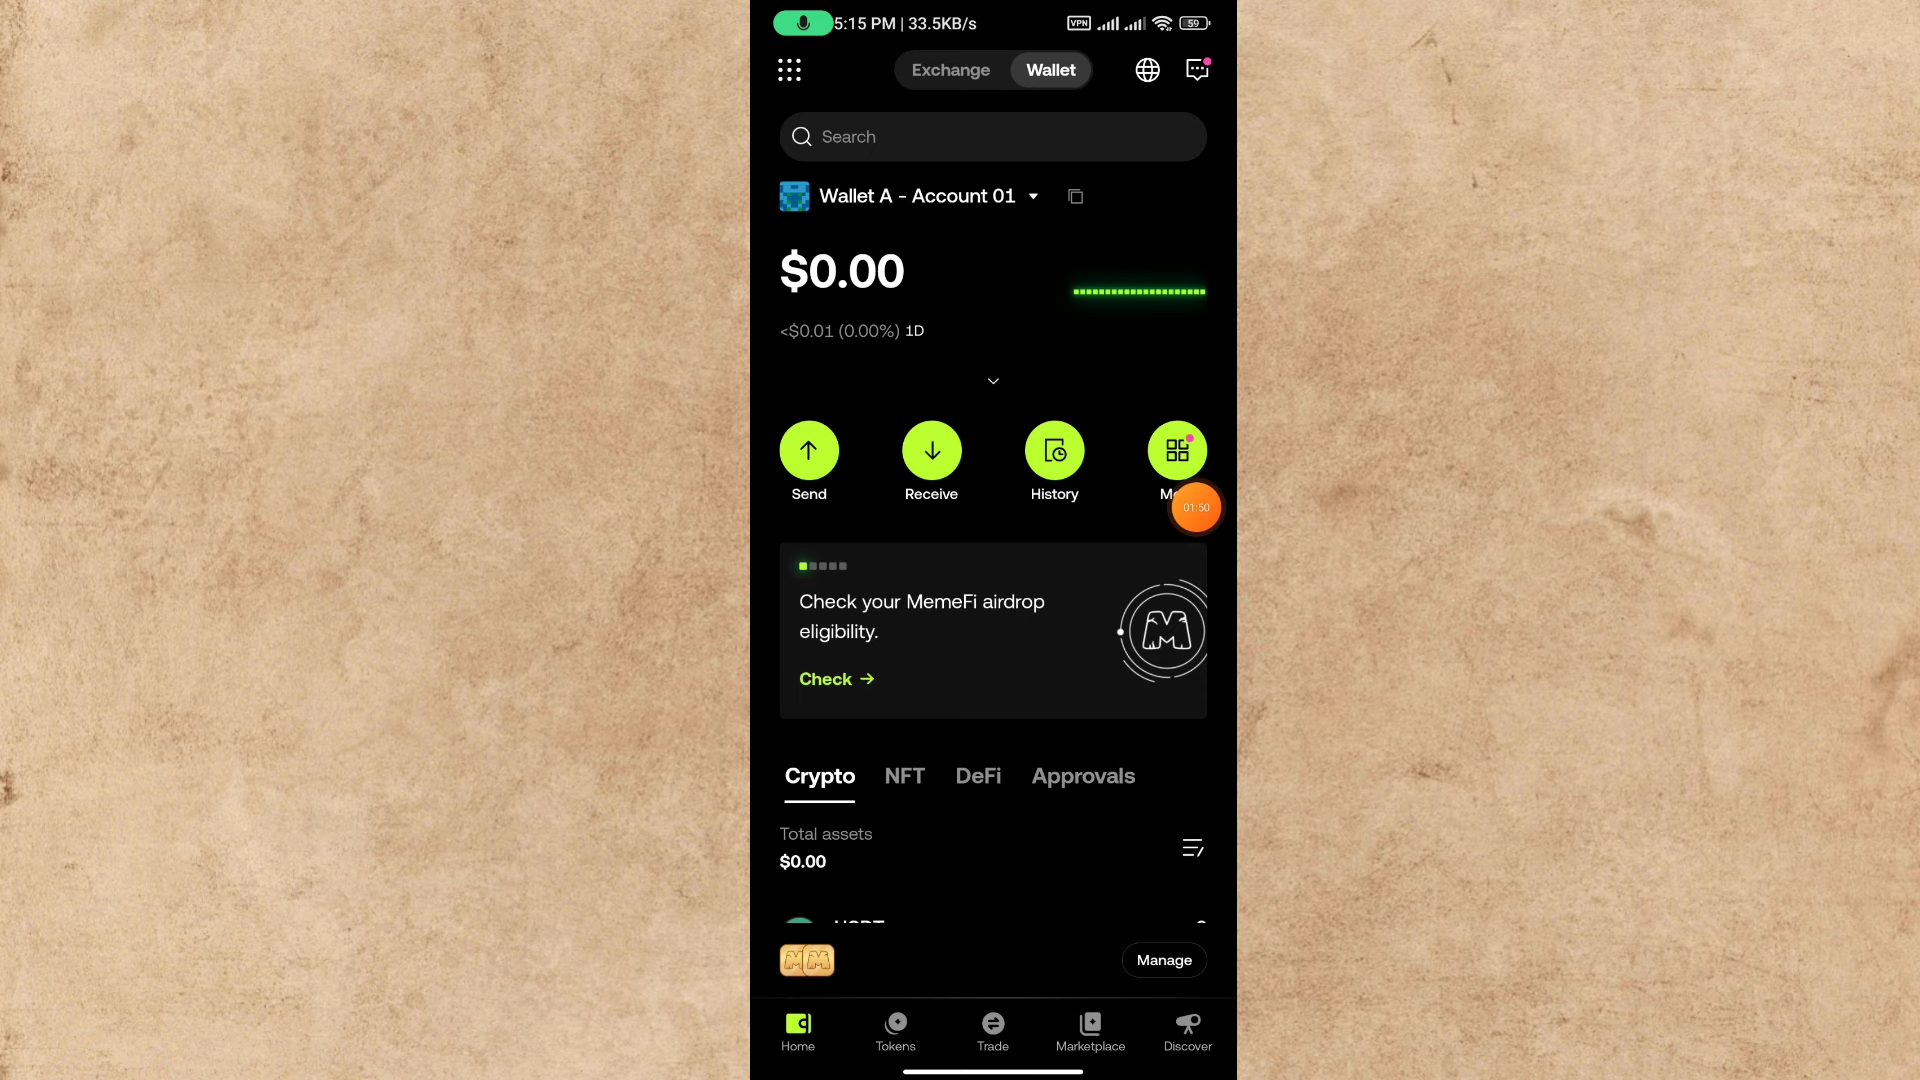 5:15 PM | 33.5KB/s
VPN
59
Exchange
Wallet
Search
Wallet A - Account 01
$0.00
<$0.01 (0.00%) 1D
Send
Receive
History
01:50
Check your MemeFi airdrop
eligibility.
Check →
Crypto
NFT
DeFi
Approvals
Total assets
$0.00
Manage
Home
Tokens
Trade
Marketplace
Discover